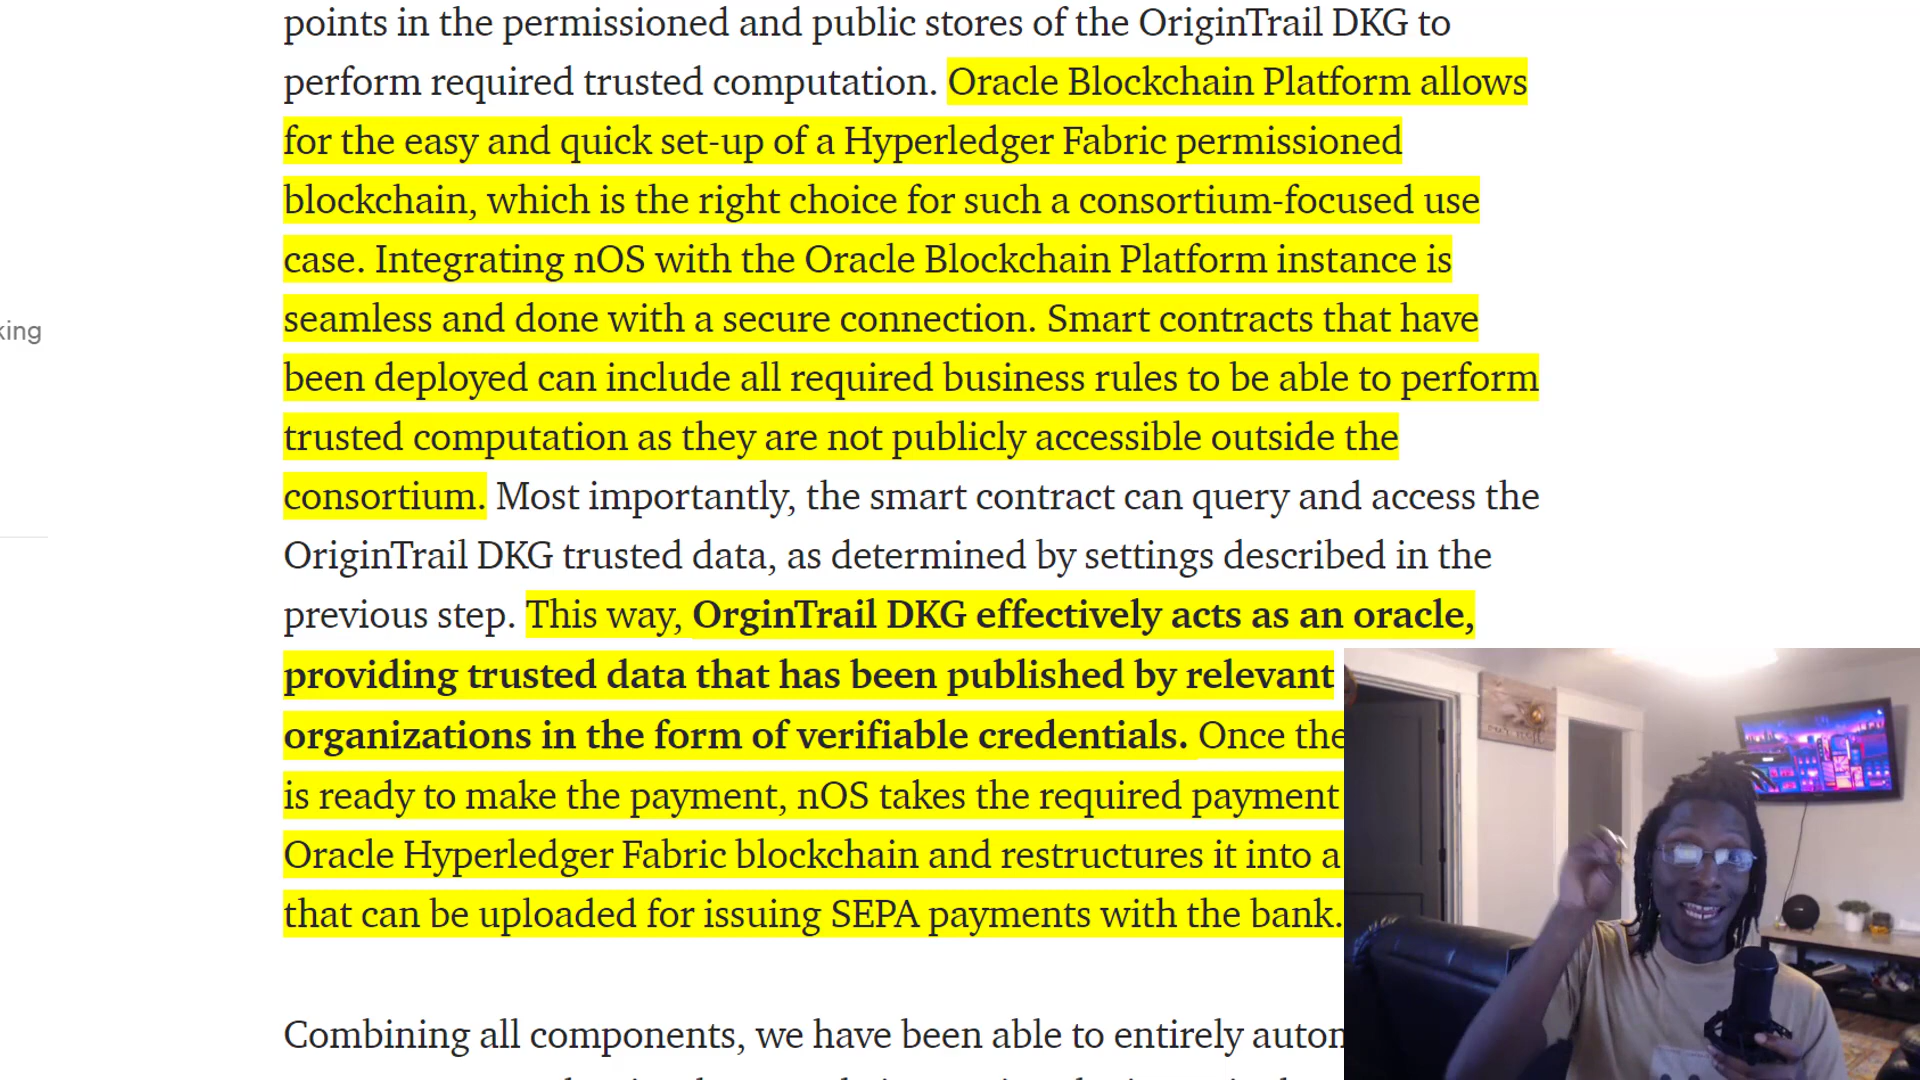 points in the permissioned and public stores of the OriginTrail DKG to
perform required trusted computation. Oracle Blockchain Platform allows
for the easy and quick set-up of a Hyperledger Fabric permissioned
blockchain, which is the right choice for such a consortium-focused use
case. Integrating nOS with the Oracle Blockchain Platform instance is
king
seamless and done with a secure connection. Smart contracts that have
been deployed can include all required business rules to be able to perform
trusted computation as they are not publicly accessible outside the
consortium. Most importantly, the smart contract can query and access the
OriginTrail DKG trusted data, as determined by settings described in the
previous step. This way, OrginTrail DKG effectively acts as an oracle,
providing trusted data that has been published by relevant
organizations in the form of verifiable credentials. Once the
is ready to make the payment, nOS takes the required payment
Oracle Hyperledger Fabric blockchain and restructures it into a
that can be uploaded for issuing SEPA payments with the bank.
Combining all components, we have been able to entirely autom